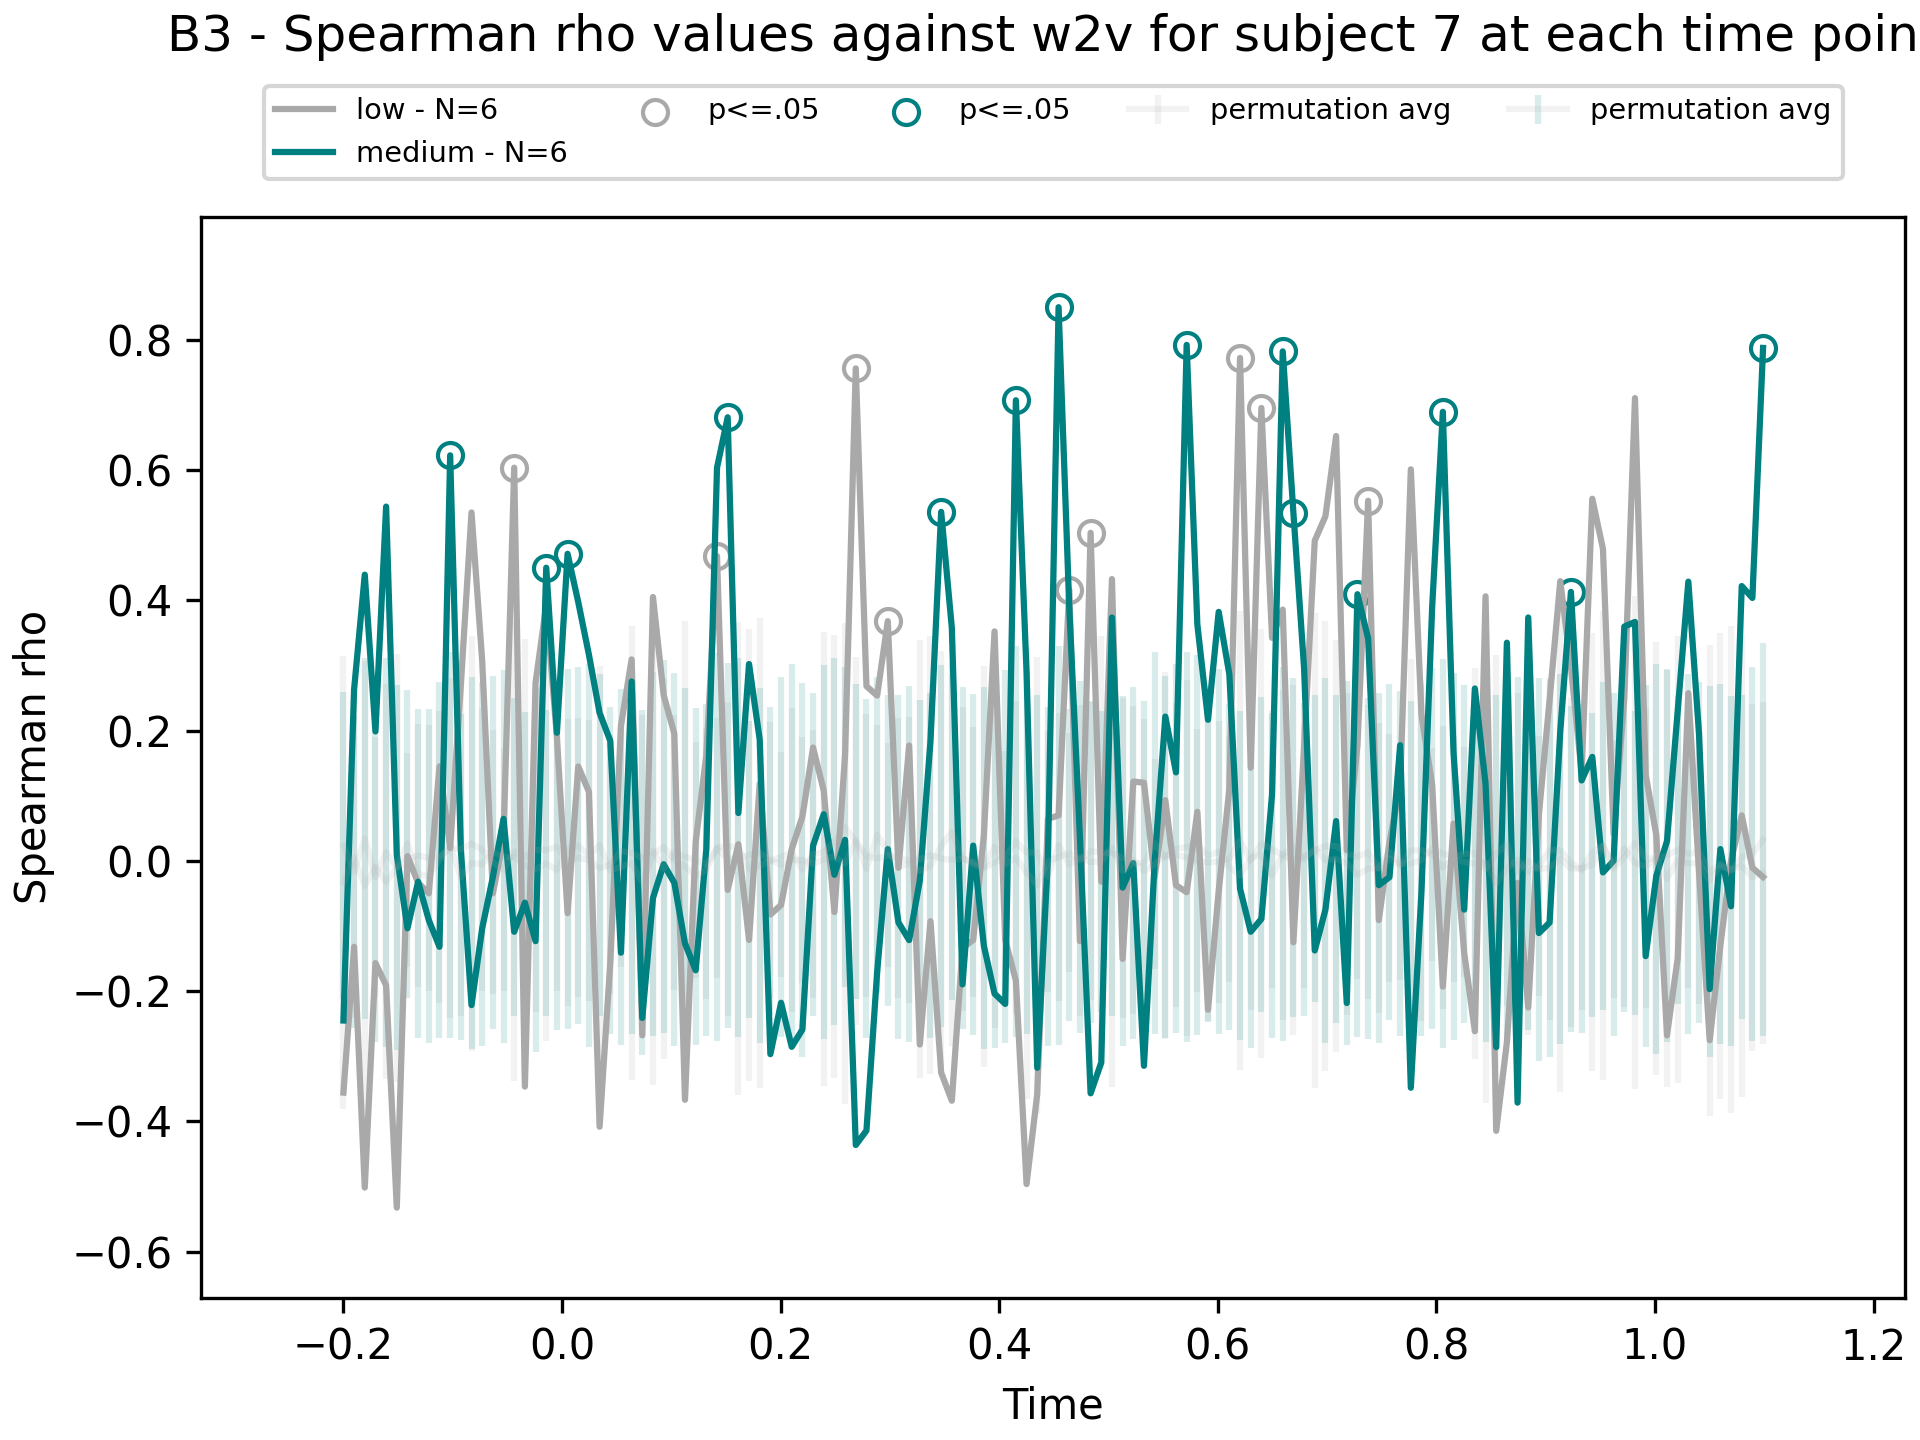 B3 - Spearman rho values against w2v for subject 7 at each time poin
low - N=6
medium - N=6
p<=.05
p<=.05
permutation avg
permutation avg
Spearman rho
0.8
0.6
0.4
0.2
0.0
−0.2
−0.4
−0.6
−0.2 0.0 0.2 0.4 0.6 0.8 1.0 1.2
Time